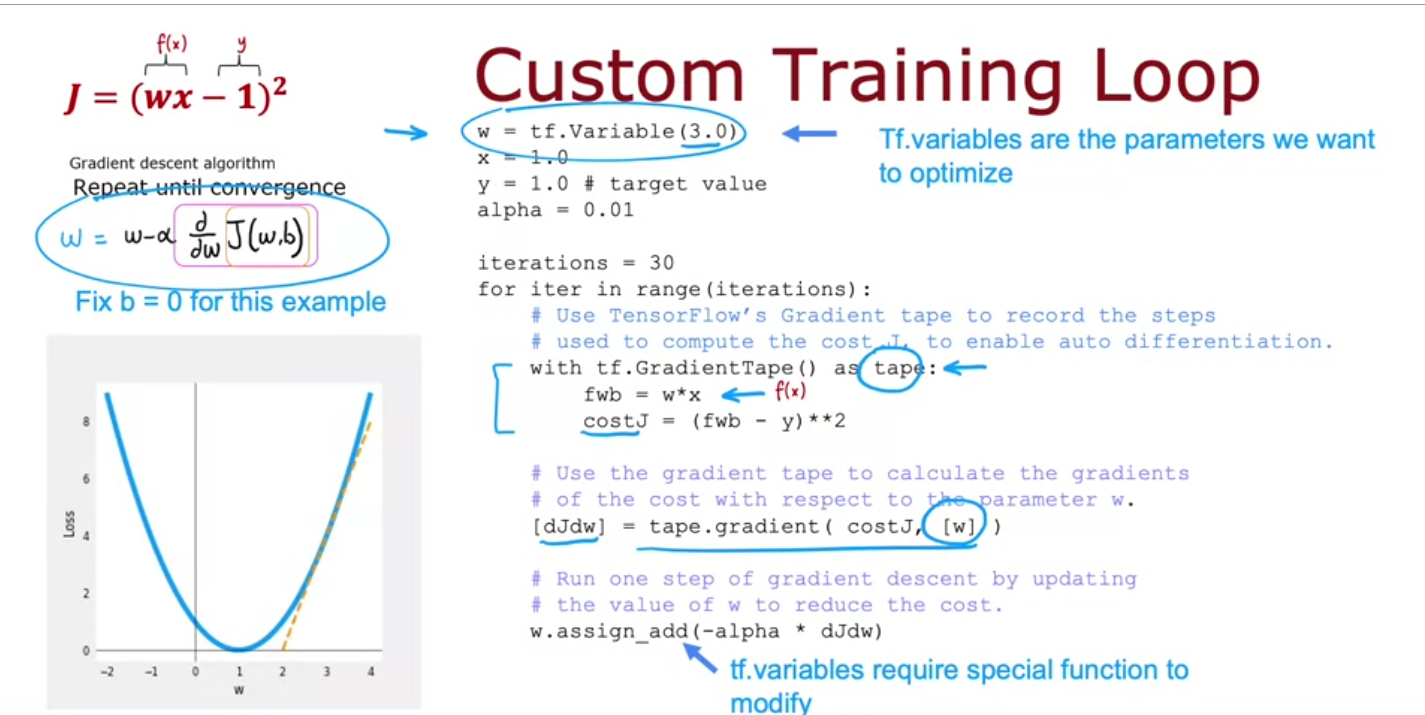 Custom Training Loop
f(x) y
J = (wx − 1)²
Gradient descent algorithm
Repeat until convergence
w = w-α d/dw J(w,b)
Fix b = 0 for this example
Loss
8
6
4
2
0
-2 -1 0 1 2 3 4
w
w = tf.Variable(3.0)
Tf.variables are the parameters we want
to optimize
x = 1.0
y = 1.0 # target value
alpha = 0.01
iterations = 30
for iter in range(iterations):
# Use TensorFlow’s Gradient tape to record the steps
# used to compute the cost J, to enable auto differentiation.
with tf.GradientTape() as tape:
fwb = w*x f(x)
costJ = (fwb - y)**2
# Use the gradient tape to calculate the gradients
# of the cost with respect to the parameter w.
[dJdw] = tape.gradient( costJ, [w] )
# Run one step of gradient descent by updating
# the value of w to reduce the cost.
w.assign_add(-alpha * dJdw)
tf.variables require special function to
modify